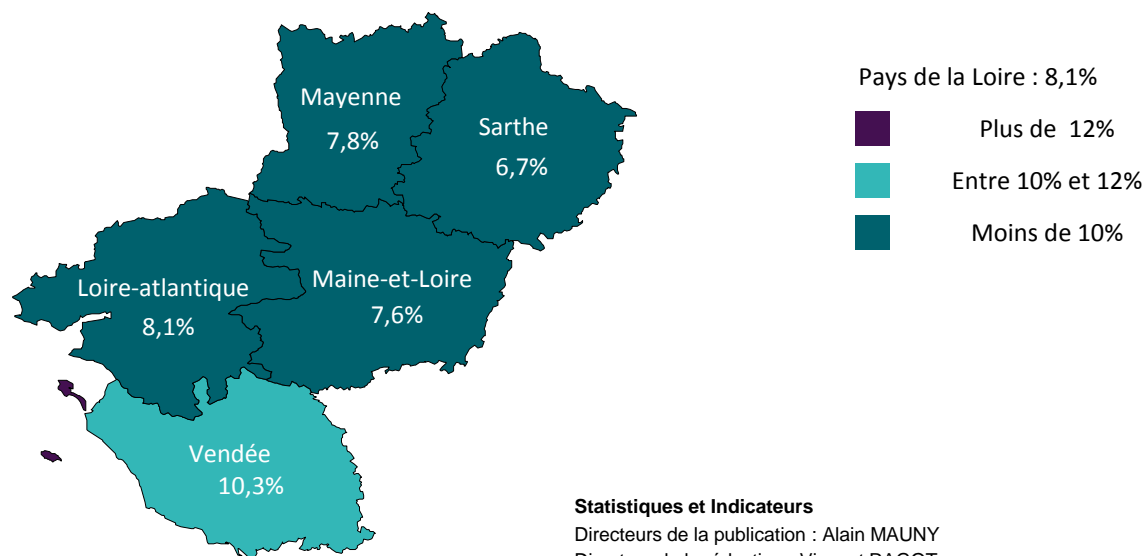 Mayenne
7,8%
Sarthe
6,7%
Loire-atlantique
8,1%
Maine-et-Loire
7,6%
Vendée
10,3%
Pays de la Loire : 8,1%
Plus de 12%
Entre 10% et 12%
Moins de 10%
Statistiques et Indicateurs
Directeurs de la publication : Alain MAUNY